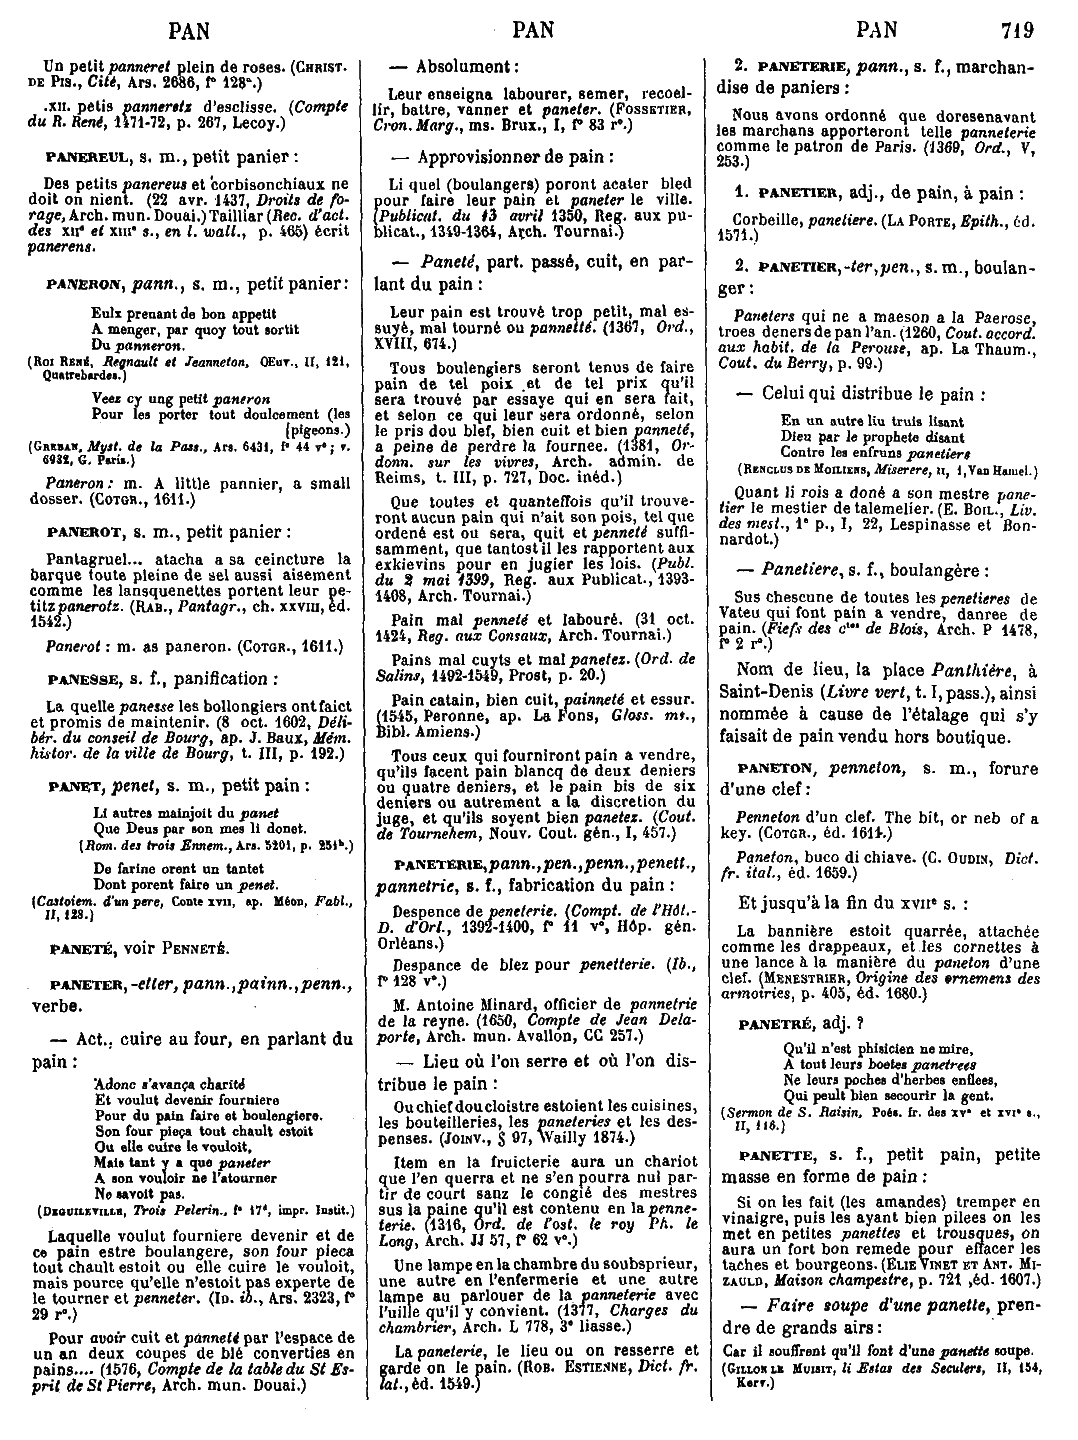 PAN
PAN
PAN
719
Un petit panneret plein de roses. (CHRIST.
DE PIS., Cité, Ars. 2686, f° 128ᵃ.)
.XII. petis panneretz d'esclisse. (Compte
du R. René, 1471-72, p. 267, Lecoy.)
PANEREUL, s. m., petit panier :
Des petits panereus et corbisonchiaux ne
doit on nient. (22 avr. 1437, Droits de fo-
rage, Arch. mun. Douai.) Tailliar (Rec. d'act.
des XIIᵉ et XIIIᵉ s., en l. wall., p. 465) écrit
panerens.
PANERON, pann., s. m., petit panier :
Eulx prenant de bon appetit
A menger, par quoy tout sortit
Du panneron.
(ROI RENÉ, Regnault et Jeanneton, Œuv., II, 121,
Quatrebardes.)
Veez cy ung petit paneron
Pour les porter tout doulcement (les
[pigeons.)
(GREBAN, Myst. de la Pass., Ars. 6431, f° 44 v° ; v.
6932, G. Paris.)
Paneron : m. A little pannier, a small
dosser. (COTGR., 1611.)
PANEROT, s. m., petit panier :
Pantagruel... atacha a sa ceincture la
barque toute pleine de sel aussi aisement
comme les lansquenettes portent leur pe-
titz panerotz. (RAB., Pantagr., ch. XXVIII, éd.
1542.)
Panerot : m. as paneron. (COTGR., 1611.)
PANESSE, s. f., panification :
La quelle panesse les bollongiers ont faict
et promis de maintenir. (8 oct. 1602, Déli-
bér. du conseil de Bourg, ap. J. Baux, Mém.
histor. de la ville de Bourg, t. III, p. 192.)
PANET, penet, s. m., petit pain :
Li autres mainjoit du panet
Que Deus par son mes li donet.
(Rom. des trois Ennem., Ars. 5201, p. 251ᵇ.)
De farine orent un tantet
Dont porent faire un penet.
(Castoiem. d'un pere, Conte XVII, ap. Méon, Fabl.,
II, 128.)
PANETÉ, voir PENNETÉ.
PANETER, -etter, pann., painn., penn.,
verbe.
— Act., cuire au four, en parlant du
pain :
Adonc s'avança charité
Et voulut devenir fourniere
Pour du pain faire et boulengiere.
Son four pieça tout chault estoit
Ou elle cuire le vouloit,
Mais tant y a que paneter
A son vouloir ne l'atourner
Ne savoit pas.
(DEGUILEVILLE, Trois Pelerin., f° 17ᵈ, impr. Instit.)
Laquelle voulut fourniere devenir et de
ce pain estre boulangere, son four pieca
tout chault estoit ou elle cuire le vouloit,
mais pource qu'elle n'estoit pas experte de
le tourner et penneter. (ID. ib., Ars. 2323, f°
29 r°.)
Pour avoir cuit et panneté par l'espace de
un an deux coupes de blé converties en
pains.... (1576, Compte de la table du St Es-
prit de St Pierre, Arch. mun. Douai.)
— Absolument :
Leur enseigna labourer, semer, recoel-
lir, battre, vanner et paneter. (FOSSETIER,
Cron. Marg., ms. Brux., I, f° 83 r°.)
— Approvisionner de pain :
Li quel (boulangers) poront acater bled
pour faire leur pain et paneter le ville.
(Publicat. du 13 avril 1350, Reg. aux pu-
blicat., 1349-1364, Arch. Tournai.)
— Paneté, part. passé, cuit, en par-
lant du pain :
Leur pain est trouvé trop petit, mal es-
suyé, mal tourné ou pannetté. (1367, Ord.,
XVIII, 674.)
Tous boulengiers seront tenus de faire
pain de tel poix et de tel prix qu'il
sera trouvé par essaye qui en sera fait,
et selon ce qui leur sera ordonné, selon
le pris dou blef, bien cuit et bien panneté,
a peine de perdre la fournee. (1381, Or-
donn. sur les vivres, Arch. admin. de
Reims, t. III, p. 727, Doc. inéd.)
Que toutes et quanteffois qu'il trouve-
ront aucun pain qui n'ait son pois, tel que
ordené est ou sera, quit et penneté suffi-
samment, que tantost il les rapportent aux
exkievins pour en jugier les lois. (Publ.
du 2 mai 1399, Reg. aux Publicat., 1393-
1408, Arch. Tournai.)
Pain mal penneté et labouré. (31 oct.
1424, Reg. aux Consaux, Arch. Tournai.)
Pains mal cuyts et mal panetez. (Ord. de
Salins, 1492-1549, Prost, p. 20.)
Pain catain, bien cuit, painneté et essur.
(1545, Peronne, ap. La Fons, Gloss. ms.,
Bibl. Amiens.)
Tous ceux qui fourniront pain a vendre,
qu'ils facent pain blancq de deux deniers
ou quatre deniers, et le pain bis de six
deniers ou autrement a la discretion du
juge, et qu'ils soyent bien panetez. (Cout.
de Tournehem, Nouv. Cout. gén., I, 457.)
PANETERIE, pann., pen., penn., penett.,
pannetrie, s. f., fabrication du pain :
Despence de peneterie. (Compt. de l'Hôt.-
D. d'Orl., 1392-1400, f° 11 v°, Hôp. gén.
Orléans.)
Despance de blez pour penetterie. (Ib.,
f° 128 v°.)
M. Antoine Minard, officier de pannetrie
de la reyne. (1650, Compte de Jean Dela-
porte, Arch. mun. Avallon, CC 257.)
— Lieu où l'on serre et où l'on dis-
tribue le pain :
Ou chief dou cloistre estoient les cuisines,
les bouteilleries, les paneteries et les des-
penses. (JOINV., § 97, Wailly 1874.)
Item en la fruicterie aura un chariot
que l'en querra et ne s'en pourra nul par-
tir de court sanz le congié des mestres
sus la paine qu'il est contenu en la penne-
terie. (1316, Ord. de l'ost. le roy Ph. le
Long, Arch. JJ 57, f° 62 v°.)
Une lampe en la chambre du soubsprieur,
une autre en l'enfermerie et une autre
lampe au parlouer de la panneterie avec
l'uille qu'il y convient. (1377, Charges du
chambrier, Arch. L 778, 3ᵉ liasse.)
La paneterie, le lieu ou on resserre et
garde on le pain. (ROB. ESTIENNE, Dict. fr.
lat., éd. 1549.)
2. PANETERIE, pann., s. f., marchan-
dise de paniers :
Nous avons ordonné que doresenavant
les marchans apporteront telle panneterie
comme le patron de Paris. (1369, Ord., V,
253.)
1. PANETIER, adj., de pain, à pain :
Corbeille, panetiere. (LA PORTE, Epith., éd.
1571.)
2. PANETIER, -ter, pen., s. m., boulan-
ger :
Paneters qui ne a maeson a la Paerose,
troes deners de pan l'an. (1260, Cout. accord.
aux habit. de la Perouse, ap. La Thaum.,
Cout. du Berry, p. 99.)
— Celui qui distribue le pain :
En un autre liu truis lisant
Dieu par le prophete disant
Contre les enfruns panetiers
(RENCLUS DE MOILIENS, Miserere, II, 1, Van Hamel.)
Quant li rois a doné a son mestre pane-
tier le mestier de talemelier. (E. BOIL., Liv.
des mest., 1ᵉ p., I, 22, Lespinasse et Bon-
nardot.)
— Panetiere, s. f., boulangère :
Sus chescune de toutes les penetieres de
Vateu qui font pain a vendre, danree de
pain. (Fiefs des cᵗᵉˢ de Blois, Arch. P 1478,
f° 2 r°.)
Nom de lieu, la place Panthière, à
Saint-Denis (Livre vert, t. I, pass.), ainsi
nommée à cause de l'étalage qui s'y
faisait de pain vendu hors boutique.
PANETON, penneton, s. m., forure
d'une clef :
Penneton d'un clef. The bit, or neb of a
key. (COTGR., éd. 1611.)
Paneton, buco di chiave. (C. OUDIN, Dict.
fr. ital., éd. 1659.)
Et jusqu'à la fin du XVIIᵉ s. :
La bannière estoit quarrée, attachée
comme les drappeaux, et les cornettes à
une lance à la manière du paneton d'une
clef. (MENESTRIER, Origine des ornemens des
armoiries, p. 405, éd. 1680.)
PANETRÉ, adj. ?
Qu'il n'est phisicien ne mire,
A tout leurs boetes panetrees
Ne leurs poches d'herbes enflees,
Qui peult bien secourir la gent.
(Sermon de S. Raisin, Poés. fr. des XVᵉ et XVIᵉ s.,
II, 116.)
PANETTE, s. f., petit pain, petite
masse en forme de pain :
Si on les fait (les amandes) tremper en
vinaigre, puis les ayant bien pilees on les
met en petites panettes et trousques, on
aura un fort bon remede pour effacer les
taches et bourgeons. (ELIE VINET ET ANT. MI-
ZAULD, Maison champestre, p. 721, éd. 1607.)
— Faire soupe d'une panette, pren-
dre de grands airs :
Car il souffrent qu'il font d'une panette soupe.
(GILLON LE MUISIT, li Estas des Seculers, II, 154,
Kerv.)